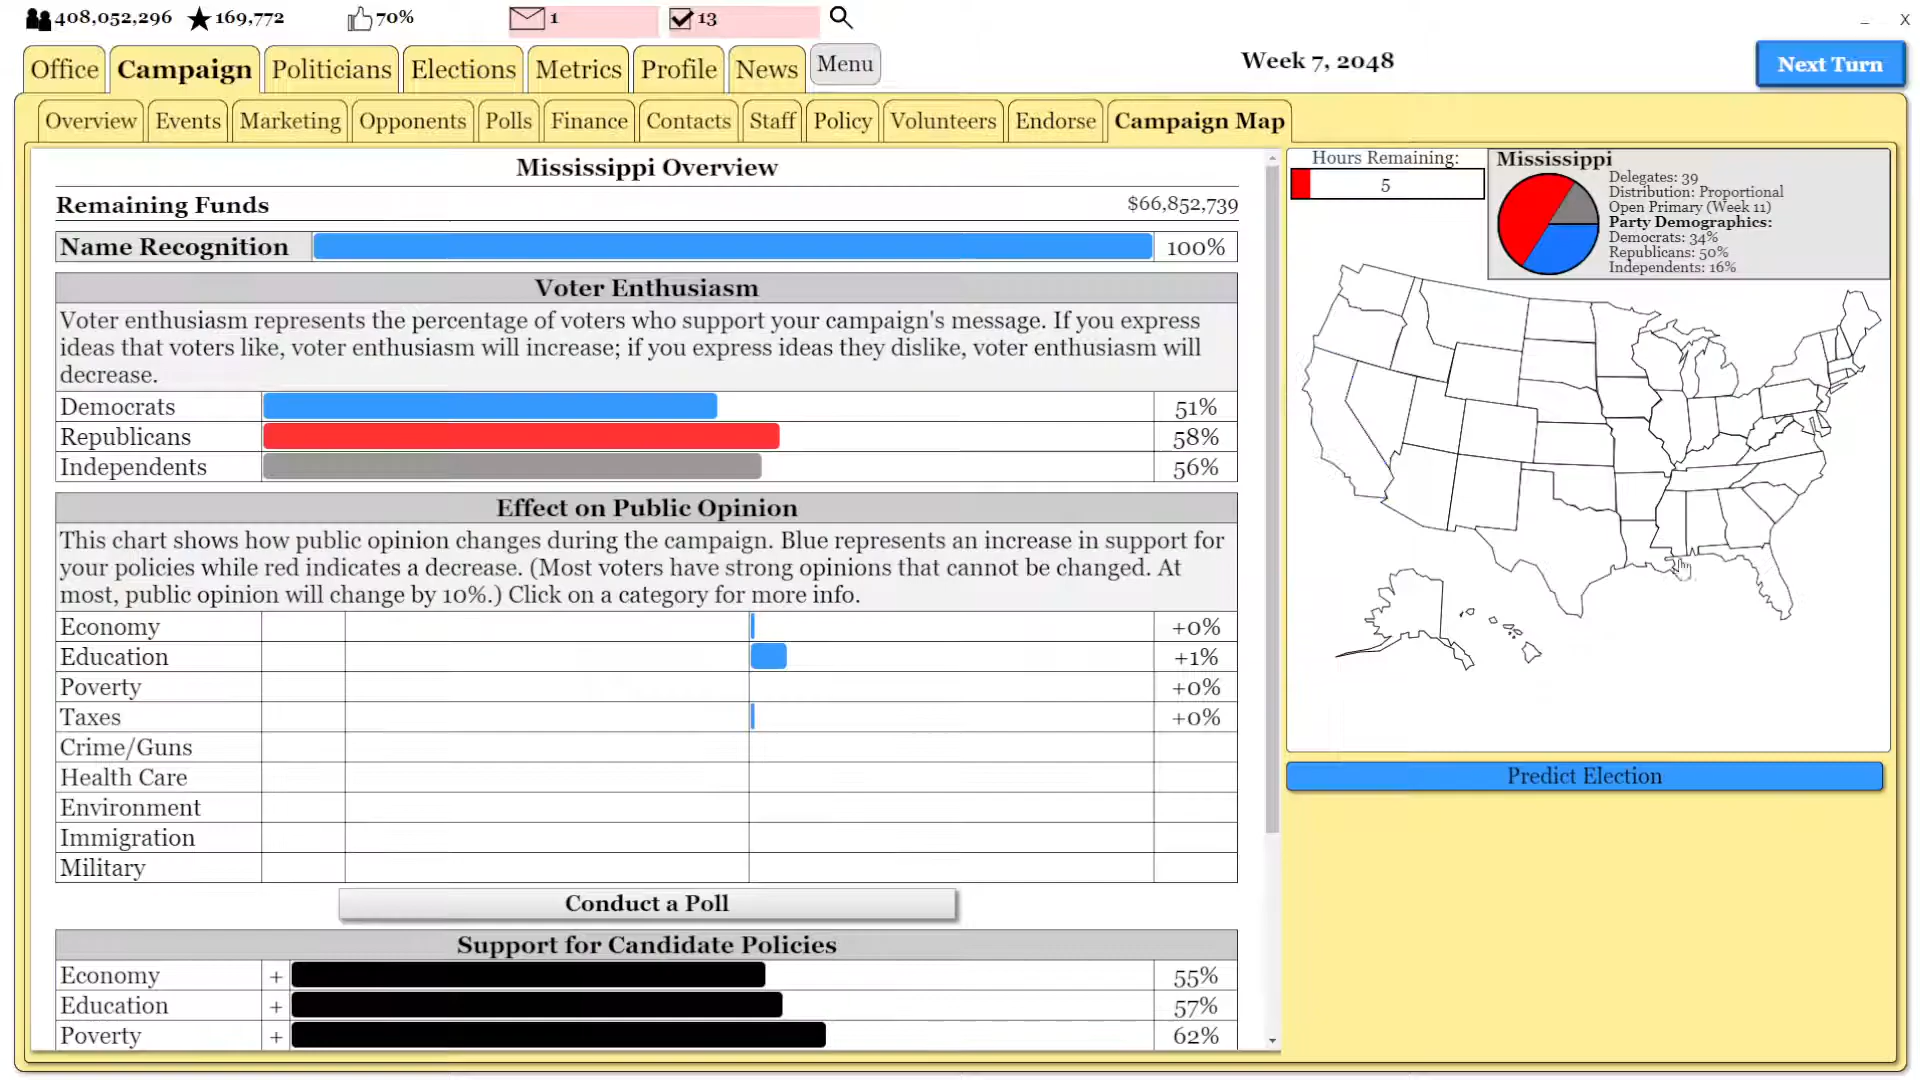 408,052,296 169,772 70% 1 13
X
Office Campaign Politicians Elections Metrics Profile News Menu
Week 7, 2048
Next Turn
Overview Events Marketing Opponents Polls Finance Contacts Staff Policy Volunteers Endorse Campaign Map
Mississippi Overview
Remaining Funds $66,852,739
Name Recognition 100%
Voter Enthusiasm
Voter enthusiasm represents the percentage of voters who support your campaign's message. If you express
ideas that voters like, voter enthusiasm will increase; if you express ideas they dislike, voter enthusiasm will
decrease.
Democrats 51%
Republicans 58%
Independents 56%
Effect on Public Opinion
This chart shows how public opinion changes during the campaign. Blue represents an increase in support for
your policies while red indicates a decrease. (Most voters have strong opinions that cannot be changed. At
most, public opinion will change by 10%.) Click on a category for more info.
Economy +0%
Education +1%
Poverty +0%
Taxes +0%
Crime/Guns
Health Care
Environment
Immigration
Military
Conduct a Poll
Support for Candidate Policies
Economy + 55%
Education + 57%
Poverty + 62%
Hours Remaining:
5
Mississippi
Delegates: 39
Distribution: Proportional
Open Primary (Week 11)
Party Demographics:
Democrats: 34%
Republicans: 50%
Independents: 16%
Predict Election